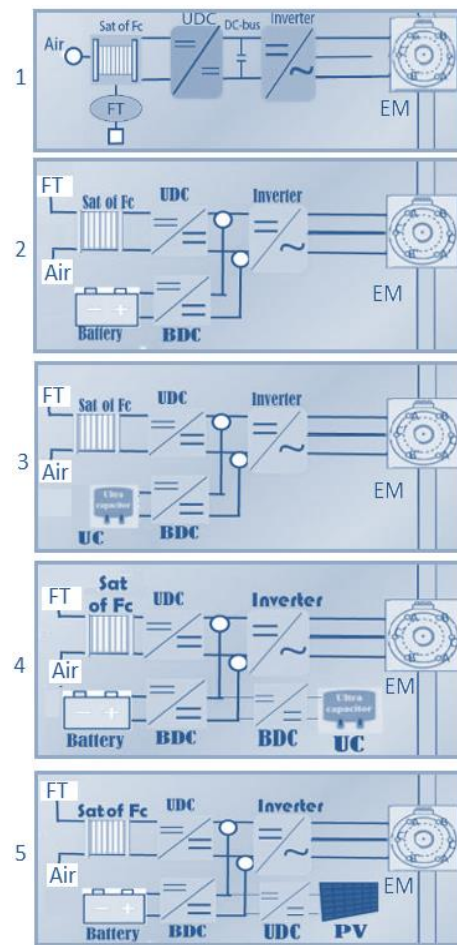 1
Sat of Fc
UDC
DC-bus
Inverter
Air
FT
EM
2
FT
Sat of Fc
UDC
Inverter
Air
Battery
BDC
EM
3
FT
Sat of Fc
UDC
Inverter
Air
Ultra
capacitor
UC
BDC
EM
4
Sat
of Fc
FT
UDC
Inverter
Air
Battery
BDC
BDC
Ultra
capacitor
UC
EM
5
FT
Sat of Fc
UDC
Inverter
Air
Battery
BDC
UDC
PV
EM